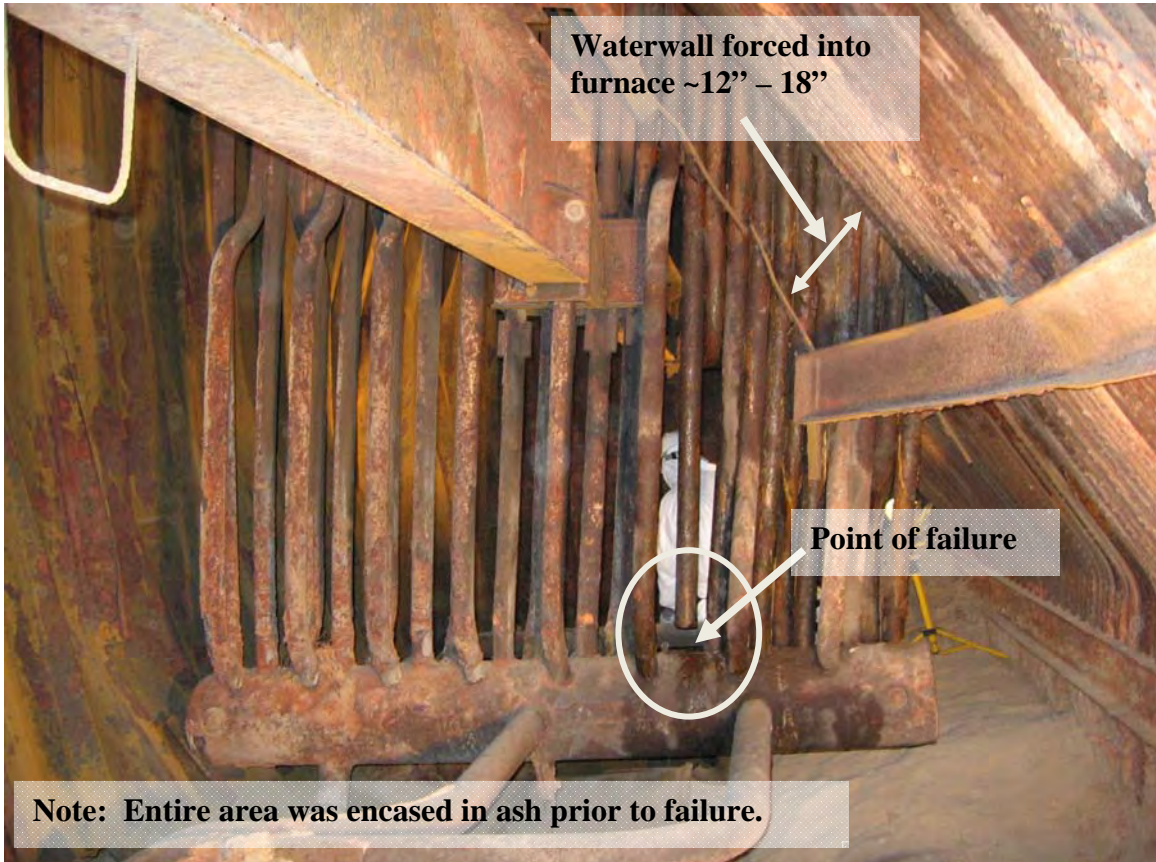 Waterwall forced into
furnace ~12” – 18”
Point of failure
Note:  Entire area was encased in ash prior to failure.